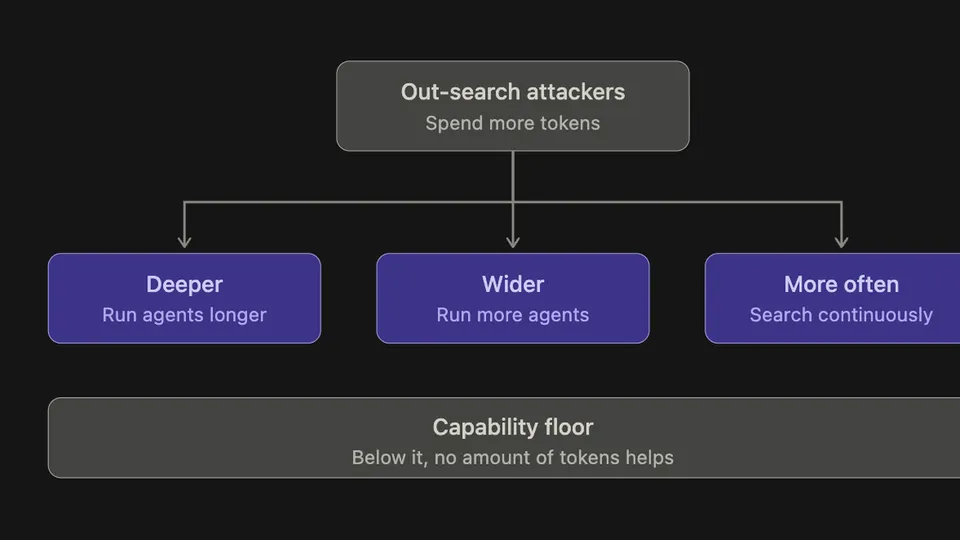 Out-search attackers
Spend more tokens
Deeper
Run agents longer
Wider
Run more agents
More often
Search continuously
Capability floor
Below it, no amount of tokens helps